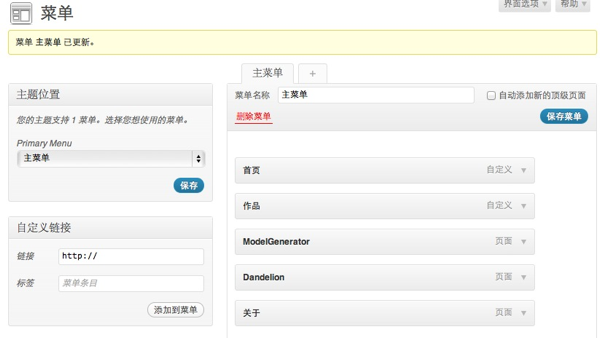 菜单
界面选项
帮助
菜单 主菜单 已更新。
主题位置
您的主题支持 1 菜单。选择您想使用的菜单。
Primary Menu
主菜单
保存
自定义链接
链接 http://
标签 菜单条目
添加到菜单
主菜单 +
菜单名称 主菜单 自动添加新的顶级页面
删除菜单 保存菜单
首页 自定义
作品 自定义
ModelGenerator 页面
Dandelion 页面
关于 页面